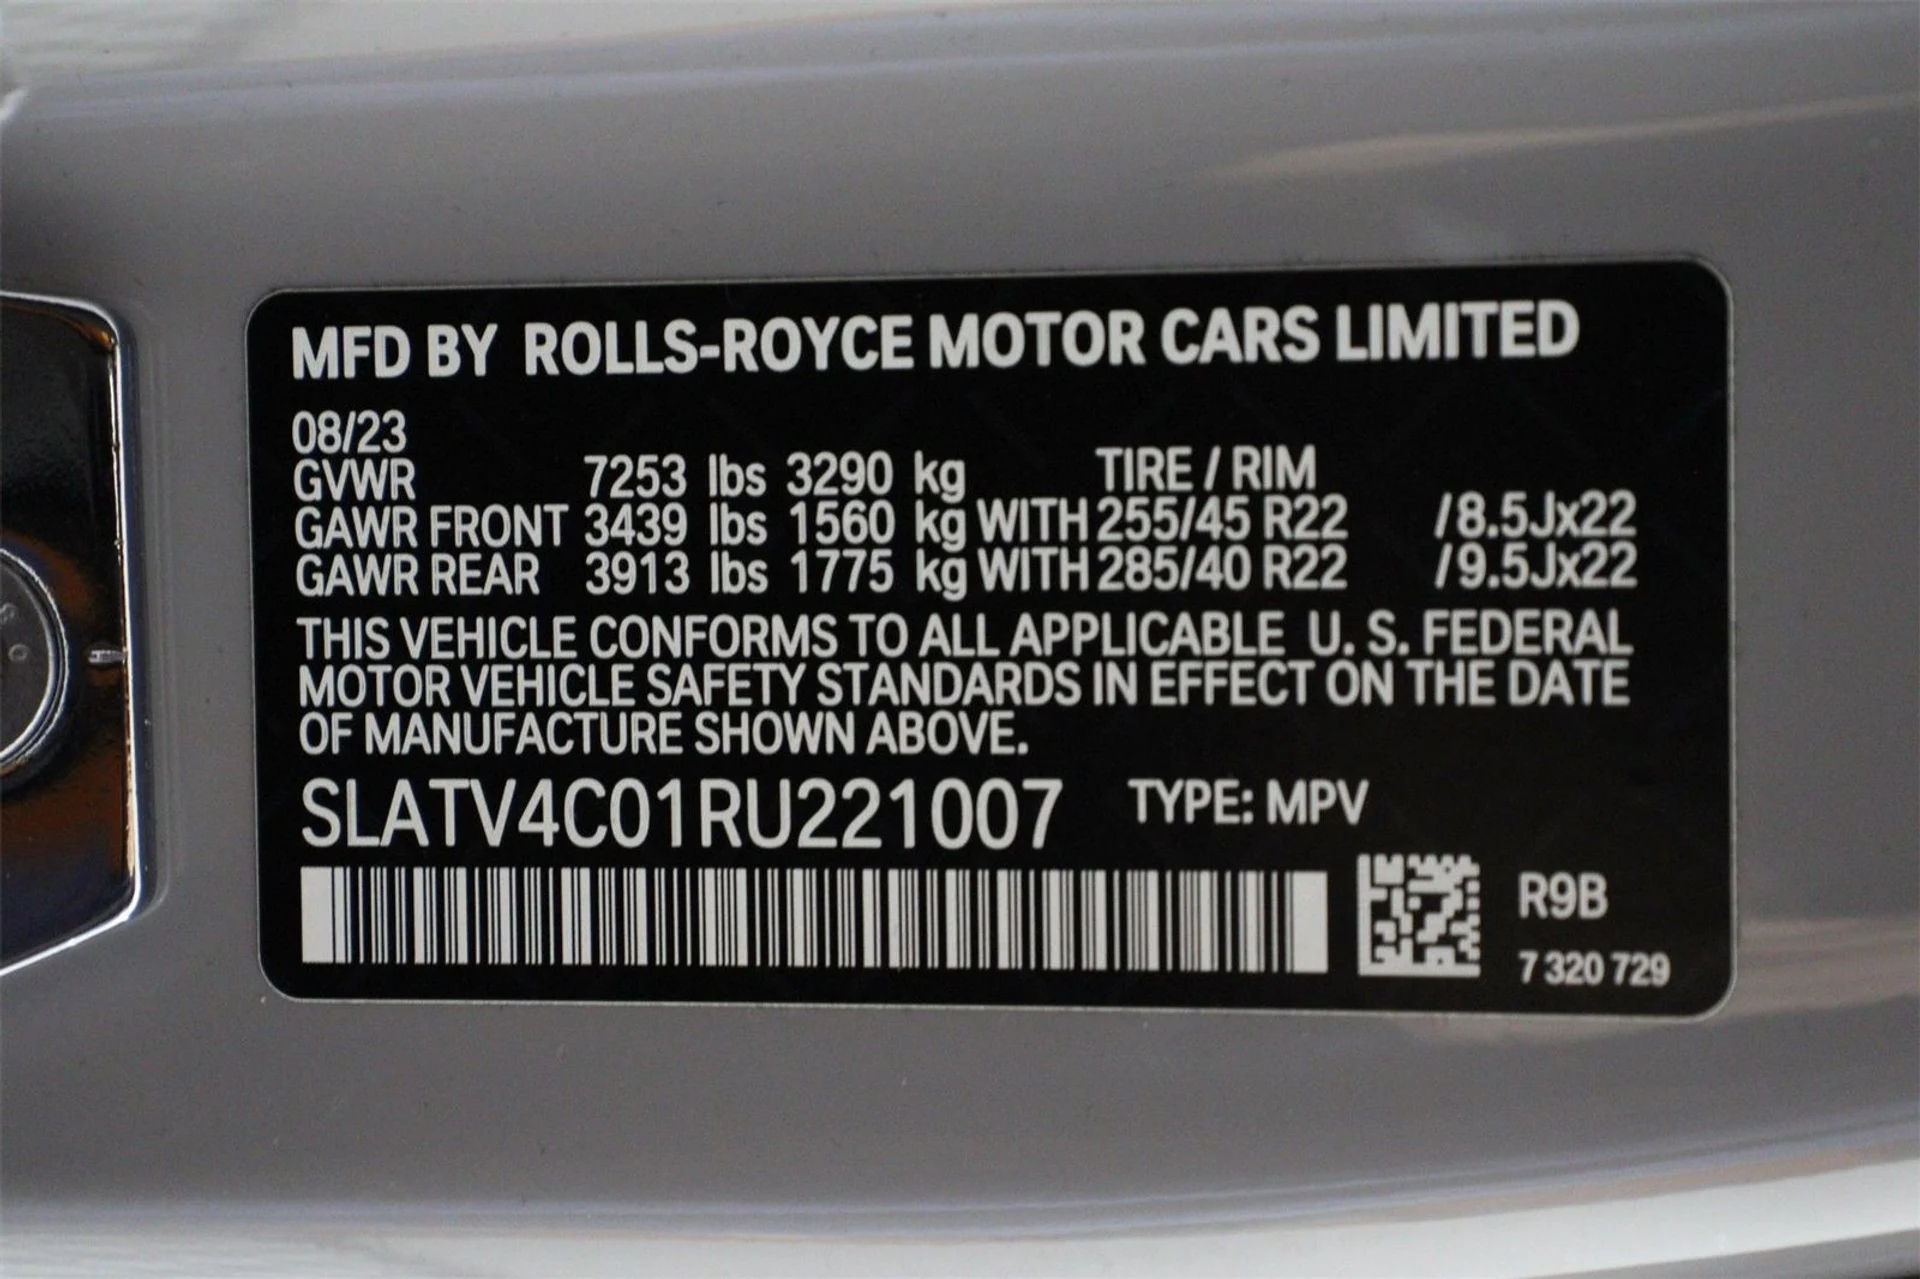 MFD BY ROLLS-ROYCE MOTOR CARS LIMITED
08/23
GVWR 7253 lbs 3290 kg TIRE / RIM
GAWR FRONT 3439 lbs 1560 kg WITH 255/45 R22 /8.5Jx22
GAWR REAR 3913 lbs 1775 kg WITH 285/40 R22 /9.5Jx22
THIS VEHICLE CONFORMS TO ALL APPLICABLE U. S. FEDERAL
MOTOR VEHICLE SAFETY STANDARDS IN EFFECT ON THE DATE
OF MANUFACTURE SHOWN ABOVE.
SLATV4C01RU221007 TYPE: MPV
R9B
7 320 729